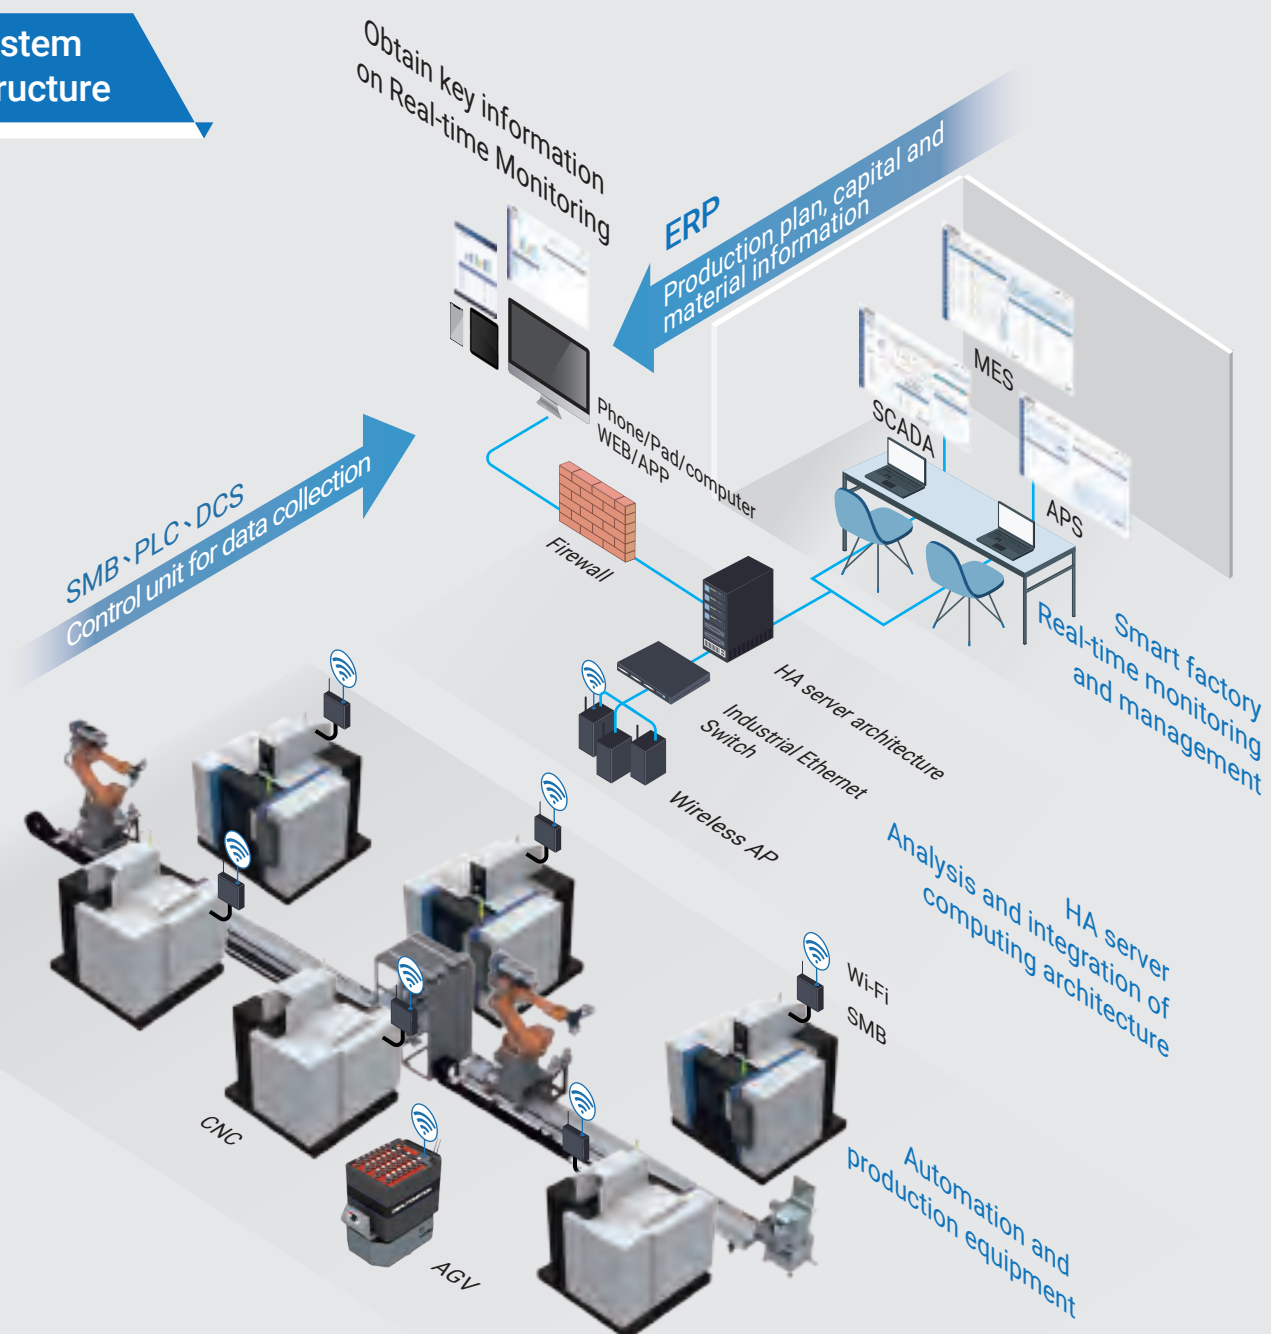 stem
ructure
Obtain key information
on Real-time Monitoring
ERP
Production plan, capital and
material information
MES
SCADA
APS
Phone/Pad/computer
WEB/APP
SMB、PLC、DCS
Control unit for data collection
Firewall
HA server architecture
Industrial Ethernet
Switch
Wireless AP
Smart factory
Real-time monitoring
and management
HA server
Analysis and integration of
computing architecture
Wi-Fi
SMB
CNC
AGV
Automation and
production equipment